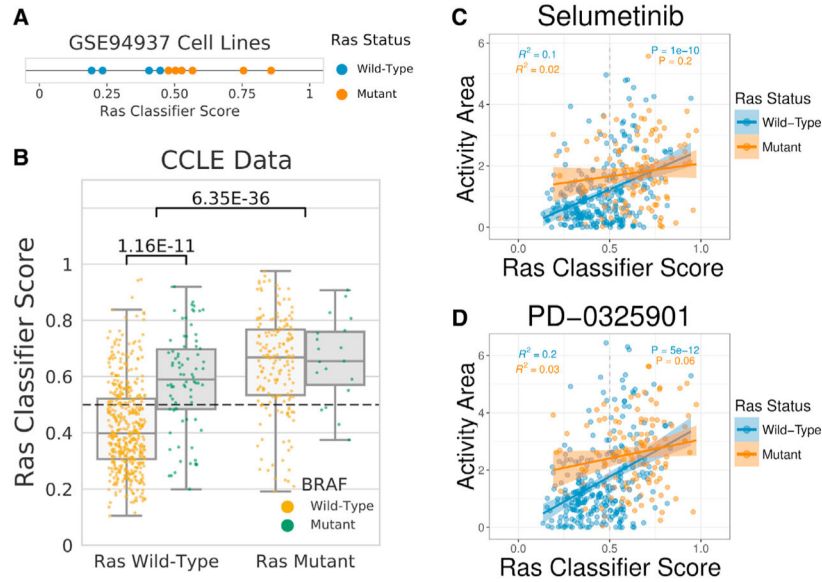 A
GSE94937 Cell Lines
0
0.25
0.50
0.75
1
Ras Classifier Score
Ras Status
Wild-Type
Mutant
B
CCLE Data
6.35E-36
1.16E-11
Ras Classifier Score
1
0.8
0.6
0.4
0.2
0
BRAF
Wild-Type
Mutant
Ras Wild-Type
Ras Mutant
C
Selumetinib
Activity Area
6
4
2
0
R² = 0.1
R² = 0.02
P = 1e−10
P = 0.2
0.0
0.5
1.0
Ras Classifier Score
Ras Status
Wild−Type
Mutant
D
PD−0325901
Activity Area
6
4
2
0
R² = 0.2
R² = 0.03
P = 5e−12
P = 0.06
0.0
0.5
1.0
Ras Classifier Score
Ras Status
Wild−Type
Mutant